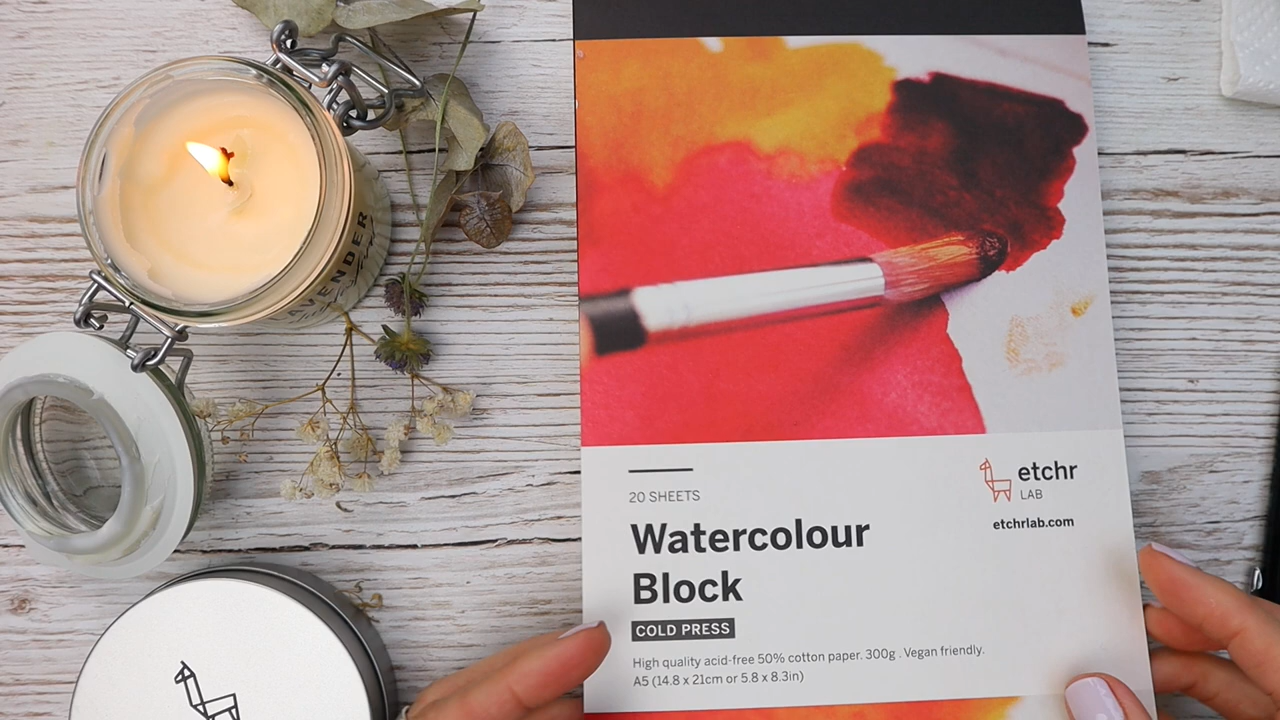 20 SHEETS
Watercolour
Block
COLD PRESS
High quality acid-free 50% cotton paper. 300g . Vegan friendly.
A5 (14.8 x 21cm or 5.8 x 8.3in)
etchr
LAB
etchrlab.com